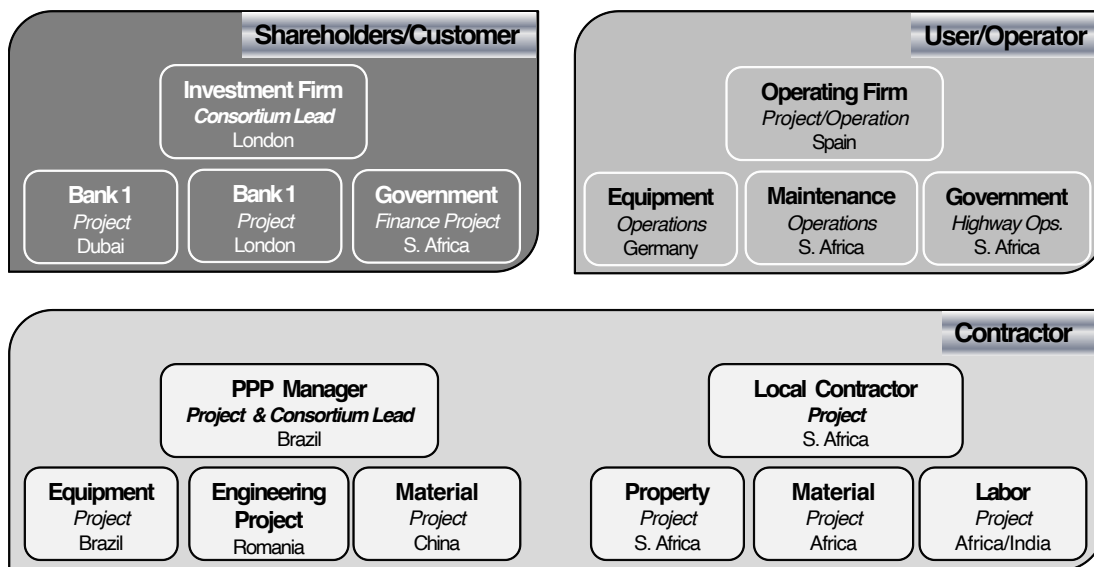 Shareholders/Customer
Investment Firm
Consortium Lead
London
Bank 1
Project
Dubai
Bank 1
Project
London
Government
Finance Project
S. Africa
User/Operator
Operating Firm
Project/Operation
Spain
Equipment
Operations
Germany
Maintenance
Operations
S. Africa
Government
Highway Ops.
S. Africa
Contractor
PPP Manager
Project & Consortium Lead
Brazil
Equipment
Project
Brazil
Engineering
Project
Romania
Material
Project
China
Local Contractor
Project
S. Africa
Property
Project
S. Africa
Material
Project
Africa
Labor
Project
Africa/India